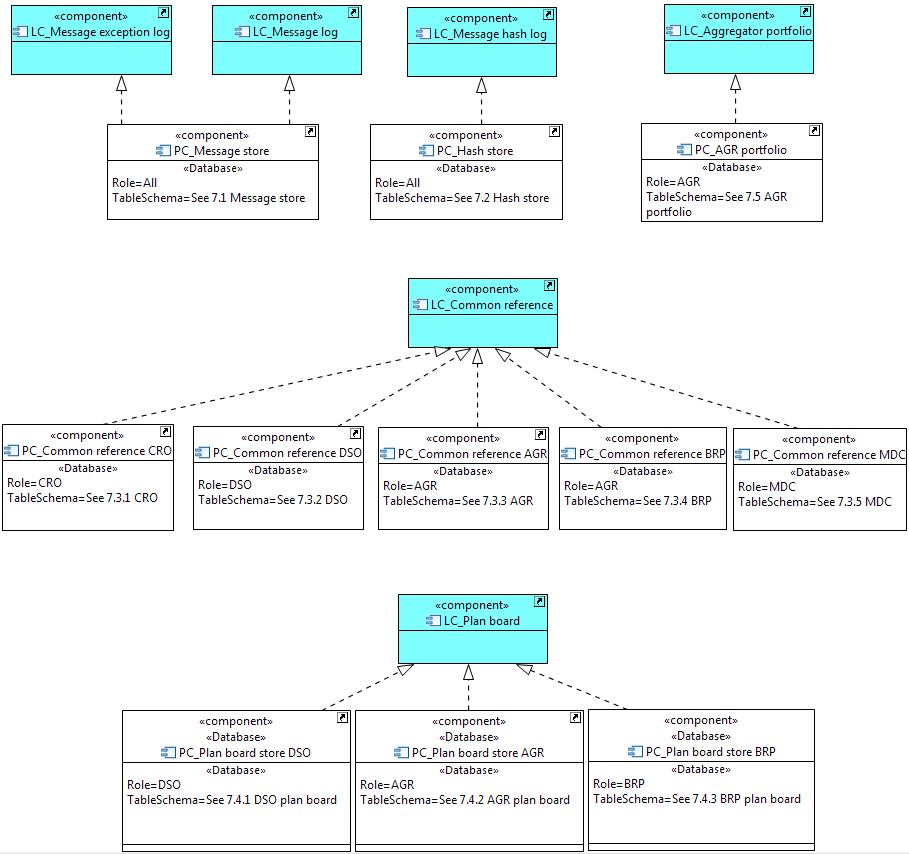 «component»
LC_Message exception log
«component»
LC_Message log
«component»
LC_Message hash log
«component»
LC_Aggregator portfolio
«component»
PC_Message store
«Database»
Role=All
TableSchema=See 7.1 Message store
«component»
PC_Hash store
«Database»
Role=All
TableSchema=See 7.2 Hash store
«component»
PC_AGR portfolio
«Database»
Role=AGR
TableSchema=See 7.5 AGR
portfolio
«component»
LC_Common reference
«component»
PC_Common reference CRO
«Database»
Role=CRO
TableSchema=See 7.3.1 CRO
«component»
PC_Common reference DSO
«Database»
Role=DSO
TableSchema=See 7.3.2 DSO
«component»
PC_Common reference AGR
«Database»
Role=AGR
TableSchema=See 7.3.3 AGR
«component»
PC_Common reference BRP
«Database»
Role=AGR
TableSchema=See 7.3.4 BRP
«component»
PC_Common reference MDC
«Database»
Role=MDC
TableSchema=See 7.3.5 MDC
«component»
LC_Plan board
«component»
«Database»
PC_Plan board store DSO
«Database»
Role=DSO
TableSchema=See 7.4.1 DSO plan board
«component»
«Database»
PC_Plan board store AGR
«Database»
Role=AGR
TableSchema=See 7.4.2 AGR plan board
«component»
«Database»
PC_Plan board store BRP
«Database»
Role=BRP
TableSchema=See 7.4.3 BRP plan board